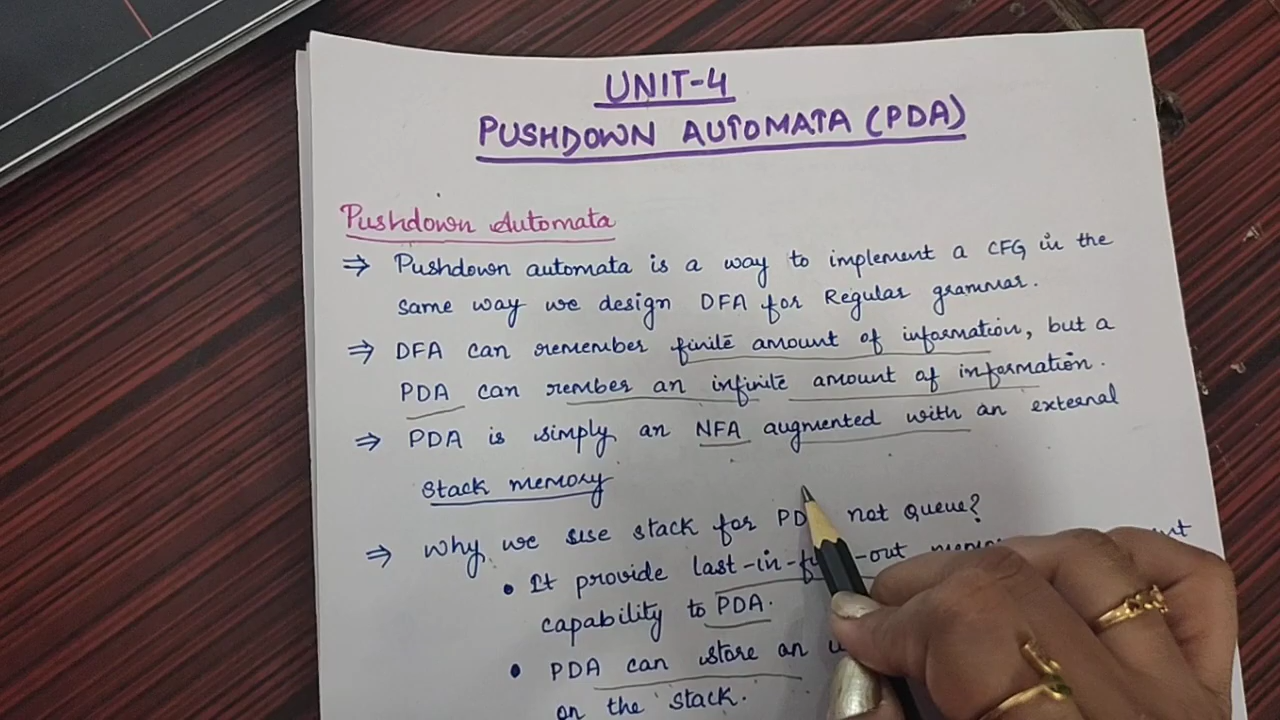 UNIT-4
PUSHDOWN AUTOMATA (PDA)
Pushdown Automata
⇒ Pushdown automata is a way to implement a CFG in the
same way we design DFA for Regular grammar.
⇒ DFA can remember finite amount of information, but a
PDA can rember an infinite amount of information.
⇒ PDA is simply an NFA augmented with an external
stack memory
⇒ Why we use stack for not Queue?
• It provide last-in- -out
capability to PDA.
• PDA can store an
on the stack.